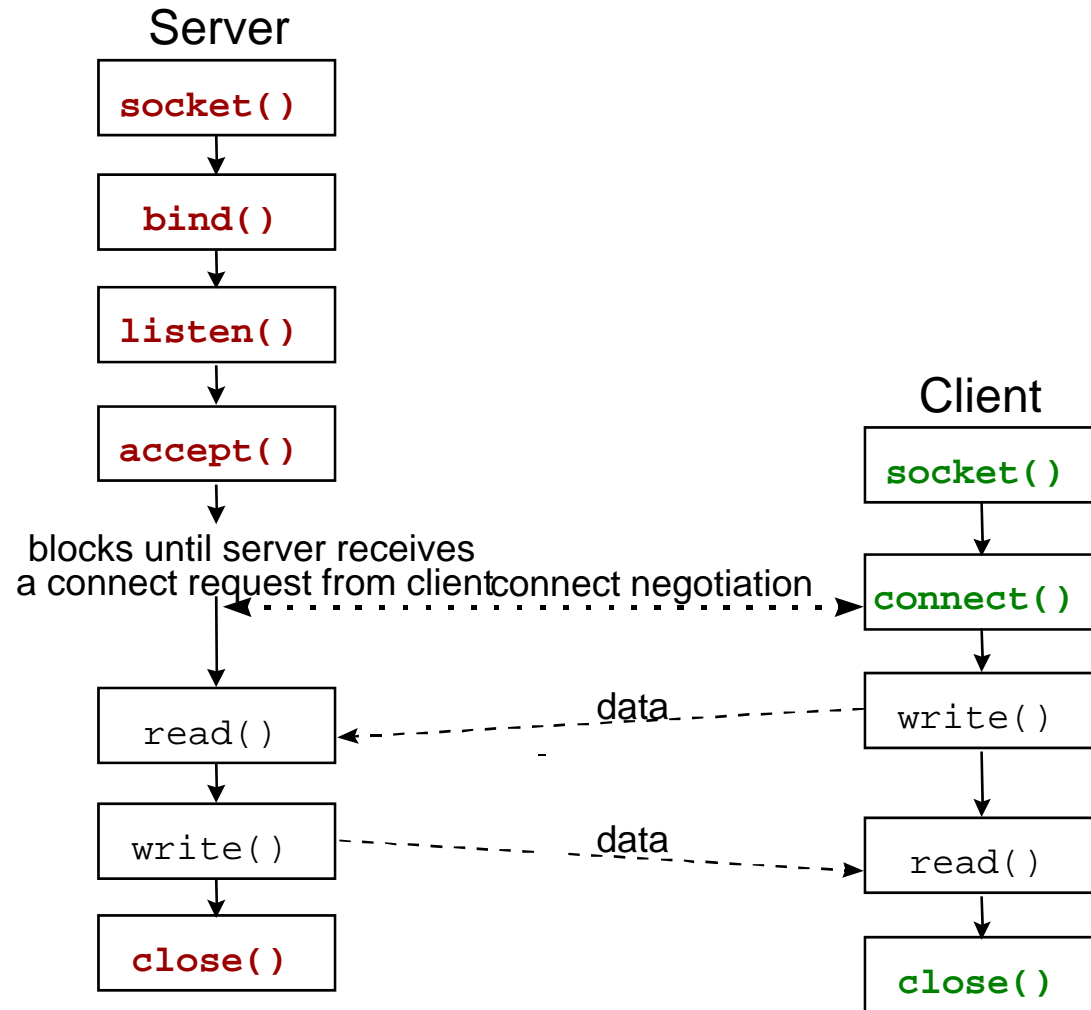 Server
socket()
bind()
listen()
accept()
blocks until server receives
a connect request from client
read()
write()
close()
connect negotiation
data
data
Client
socket()
connect()
write()
read()
close()